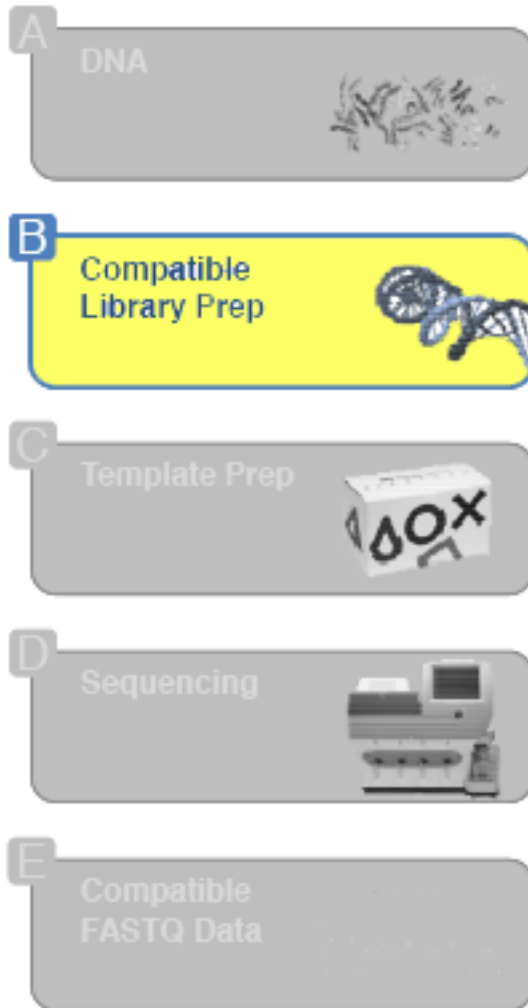 A
DNA
B
Compatible
Library Prep
C
Template Prep
D
Sequencing
E
Compatible
FASTQ Data